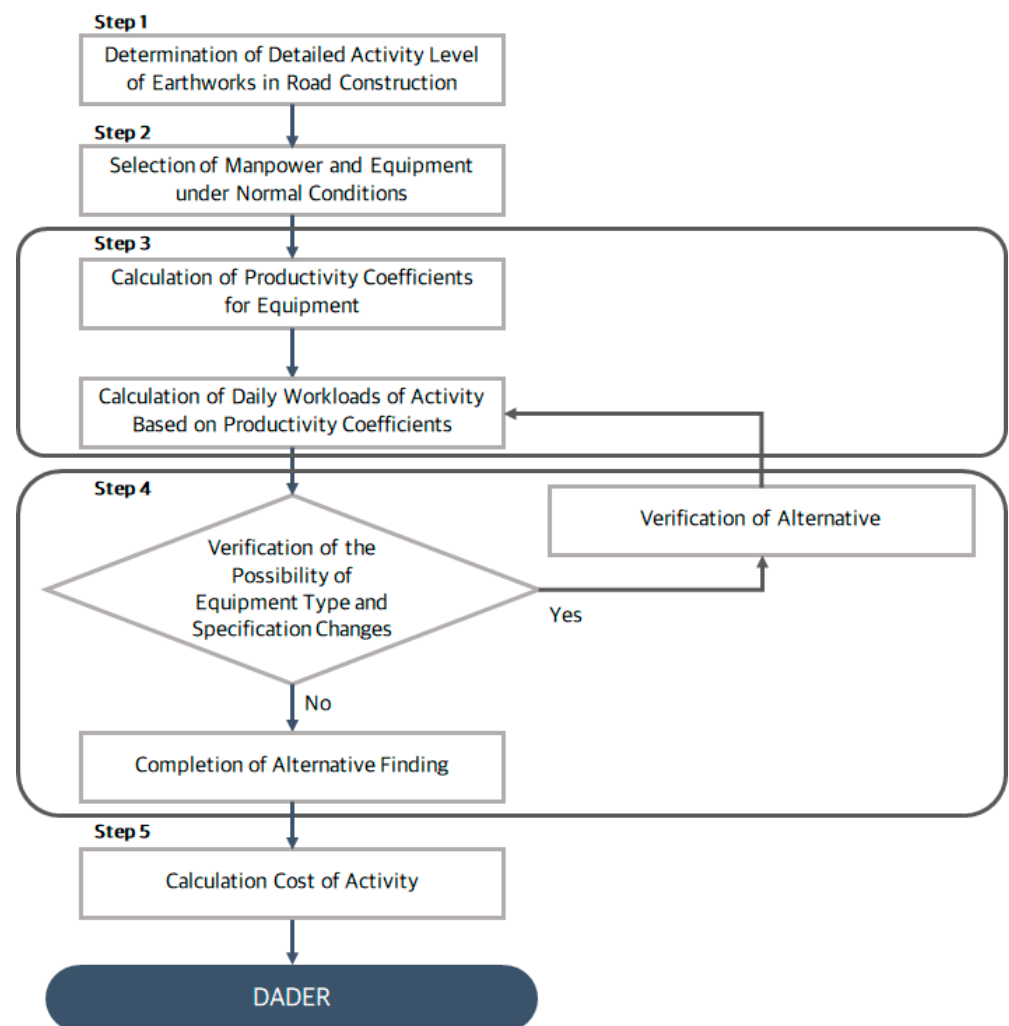 Step 1
Determination of Detailed Activity Level
of Earthworks in Road Construction
Step 2
Selection of Manpower and Equipment
under Normal Conditions
Step 3
Calculation of Productivity Coefficients
for Equipment
Calculation of Daily Workloads of Activity
Based on Productivity Coefficients
Step 4
Verification of the
Possibility of
Equipment Type and
Specification Changes
Verification of Alternative
Yes
No
Completion of Alternative Finding
Step 5
Calculation Cost of Activity
DADER